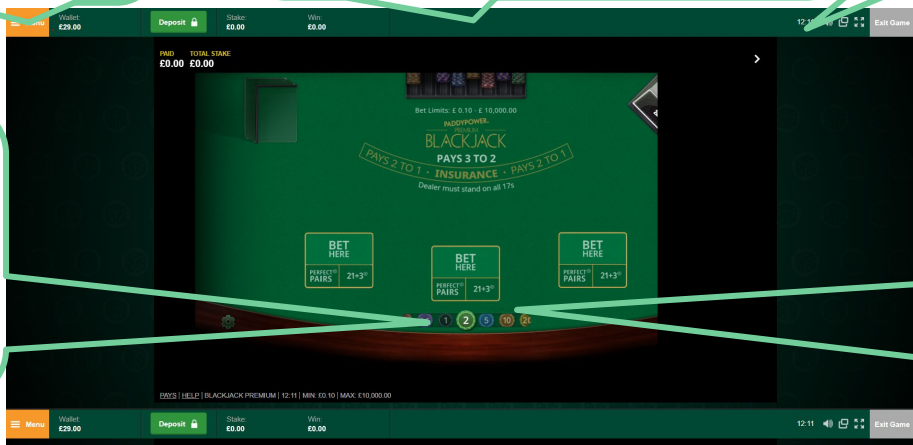 Menu
Wallet: £29.00
Deposit
Stake: £0.00
Win: £0.00
Exit Game
PAID TOTAL STAKE
£0.00 £0.00
Bet Limits: £ 0.10 - £ 10,000.00
PADDYPOWER.
PREMIUM
BLACKJACK
PAYS 3 TO 2
PAYS 2 TO 1 • INSURANCE • PAYS 2 TO 1
Dealer must stand on all 17s
BET HERE
PERFECT® PAIRS 21+3®
BET HERE
PERFECT® PAIRS 21+3®
BET HERE
PERFECT® PAIRS 21+3®
1 2 5 10
PAYS | HELP | BLACKJACK PREMIUM | 12:11 | MIN: £0.10 | MAX: £10,000.00
Menu
Wallet: £29.00
Deposit
Stake: £0.00
Win: £0.00
12:11
Exit Game